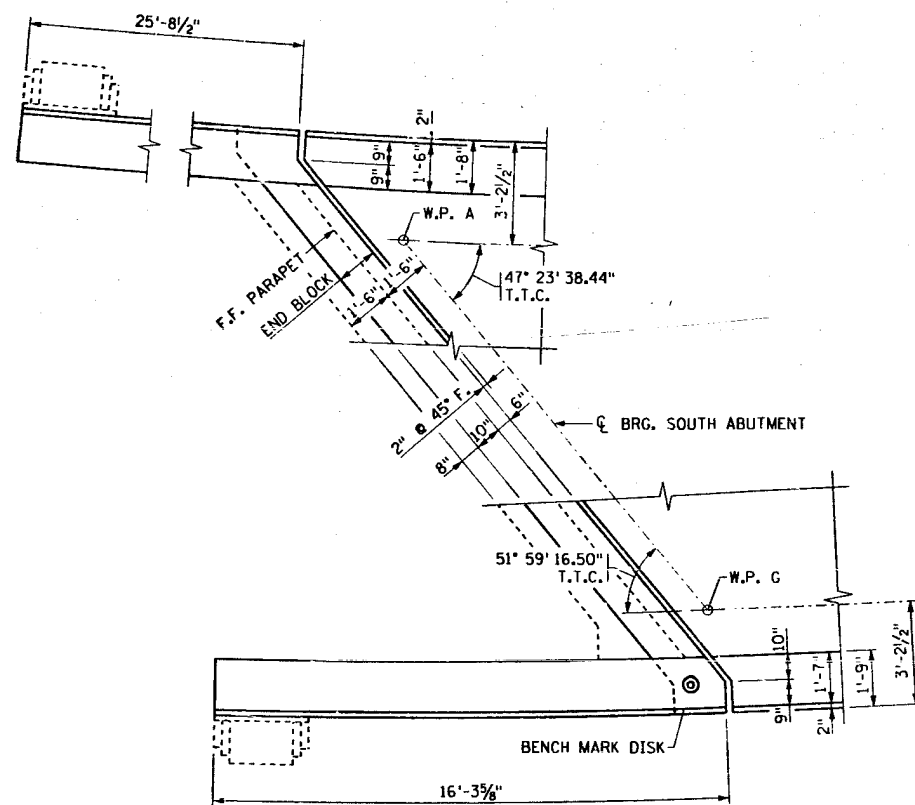 25'-8½"
2"
9"
9"
1'-6"
1'-8"
3'-2½"
W.P. A
47° 23' 38.44"
T.T.C.
F.F. PARAPET
END BLOCK
1'-6"
1'-6"
2" @ 45° F.
6"
10"
8"
℄ BRG. SOUTH ABUTMENT
51° 59' 16.50"
T.T.C.
W.P. G
10"
9"
1'-7"
2"
1'-9"
3'-2½"
BENCH MARK DISK
16'-3⅝"